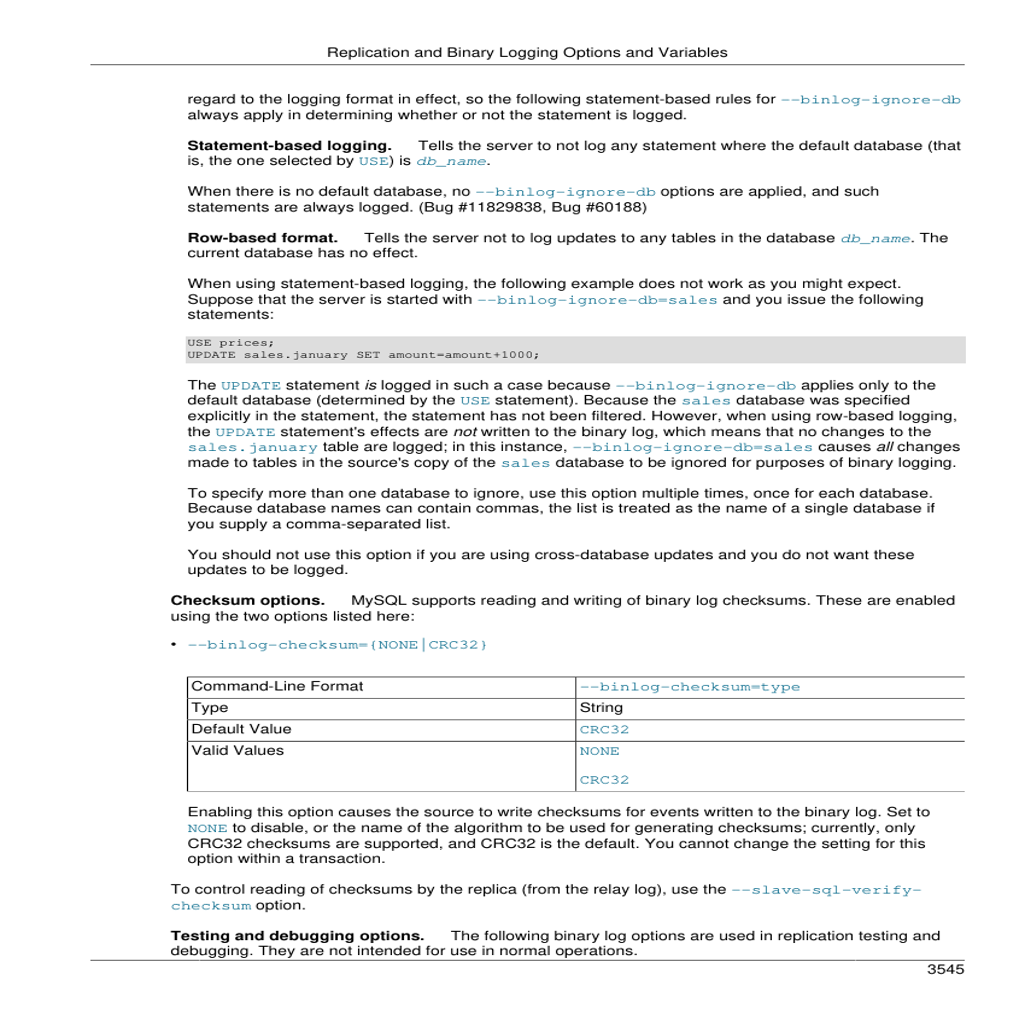 Replication and Binary Logging Options and Variables
regard to the logging format in effect, so the following statement-based rules for --binlog-ignore-db
always apply in determining whether or not the statement is logged.
Statement-based logging. Tells the server to not log any statement where the default database (that
is, the one selected by USE) is db_name.
When there is no default database, no --binlog-ignore-db options are applied, and such
statements are always logged. (Bug #11829838, Bug #60188)
Row-based format. Tells the server not to log updates to any tables in the database db_name. The
current database has no effect.
When using statement-based logging, the following example does not work as you might expect.
Suppose that the server is started with --binlog-ignore-db=sales and you issue the following
statements:
USE prices;
UPDATE sales.january SET amount=amount+1000;
The UPDATE statement is logged in such a case because --binlog-ignore-db applies only to the
default database (determined by the USE statement). Because the sales database was specified
explicitly in the statement, the statement has not been filtered. However, when using row-based logging,
the UPDATE statement's effects are not written to the binary log, which means that no changes to the
sales.january table are logged; in this instance, --binlog-ignore-db=sales causes all changes
made to tables in the source's copy of the sales database to be ignored for purposes of binary logging.
To specify more than one database to ignore, use this option multiple times, once for each database.
Because database names can contain commas, the list is treated as the name of a single database if
you supply a comma-separated list.
You should not use this option if you are using cross-database updates and you do not want these
updates to be logged.
Checksum options. MySQL supports reading and writing of binary log checksums. These are enabled
using the two options listed here:
• --binlog-checksum={NONE|CRC32}
Command-Line Format --binlog-checksum=type
Type String
Default Value CRC32
Valid Values NONE
CRC32
Enabling this option causes the source to write checksums for events written to the binary log. Set to
NONE to disable, or the name of the algorithm to be used for generating checksums; currently, only
CRC32 checksums are supported, and CRC32 is the default. You cannot change the setting for this
option within a transaction.
To control reading of checksums by the replica (from the relay log), use the --slave-sql-verify-
checksum option.
Testing and debugging options. The following binary log options are used in replication testing and
debugging. They are not intended for use in normal operations.
3545